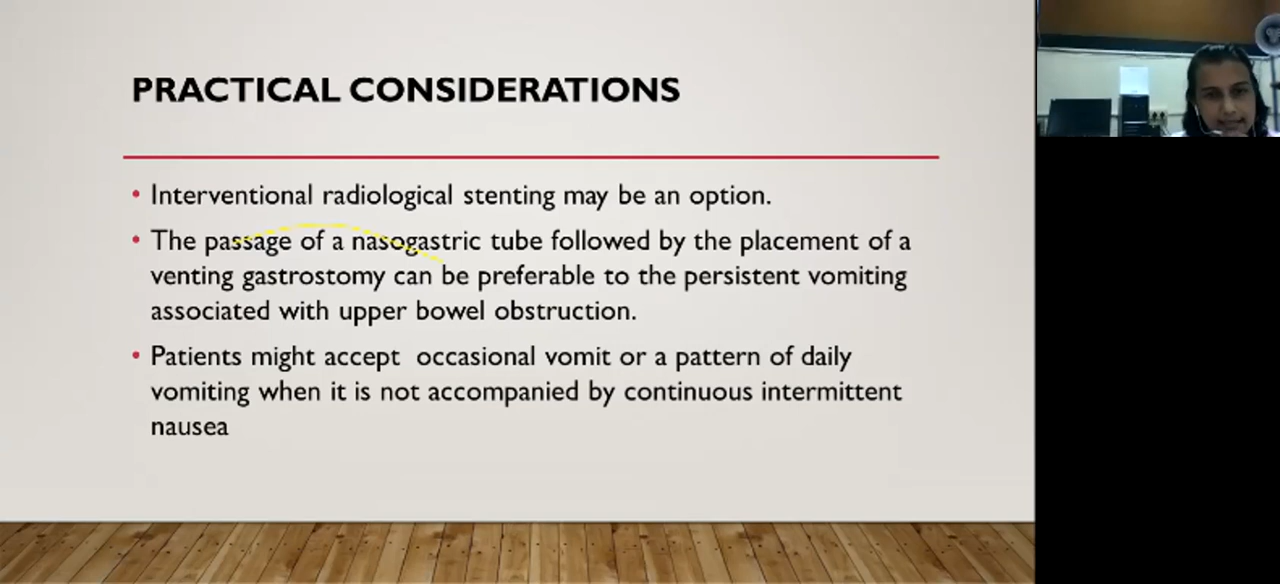 PRACTICAL CONSIDERATIONS
• Interventional radiological stenting may be an option.
• The passage of a nasogastric tube followed by the placement of a
venting gastrostomy can be preferable to the persistent vomiting
associated with upper bowel obstruction.
• Patients might accept  occasional vomit or a pattern of daily
vomiting when it is not accompanied by continuous intermittent
nausea